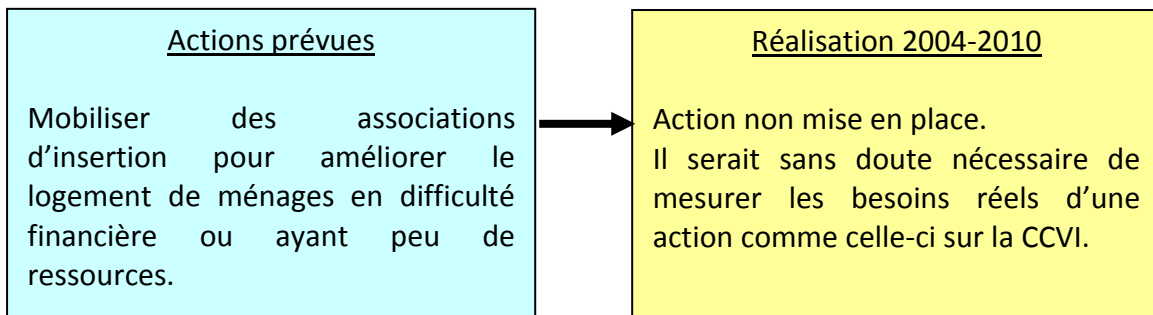 Actions prévues
Mobiliser des associations
d’insertion pour améliorer le
logement de ménages en difficulté
financière ou ayant peu de
ressources.
Réalisation 2004-2010
Action non mise en place.
Il serait sans doute nécessaire de
mesurer les besoins réels d’une
action comme celle-ci sur la CCVI.